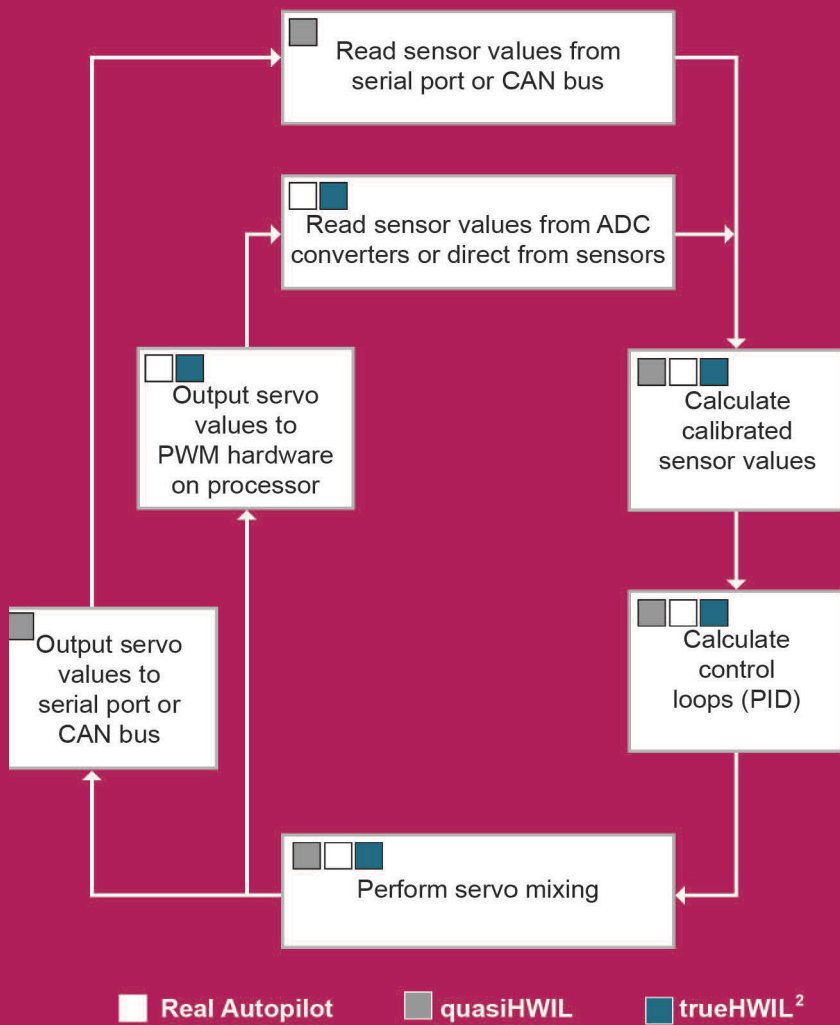 Read sensor values from
serial port or CAN bus
Read sensor values from ADC
converters or direct from sensors
Output servo
values to
PWM hardware
on processor
Calculate
calibrated
sensor values
Output servo
values to
serial port or
CAN bus
Calculate
control
loops (PID)
Perform servo mixing
Real Autopilot
quasiHWIL
trueHWIL²